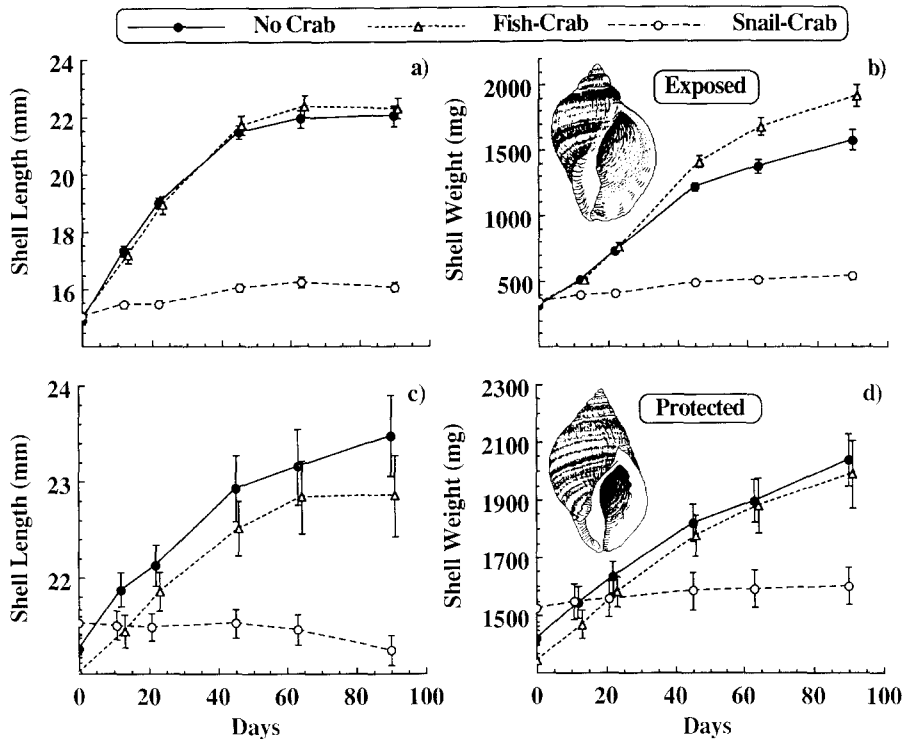 No Crab Fish-Crab Snail-Crab
a)
24
22
20
18
16
Shell Length (mm)
b)
Exposed
2000
1500
1000
500
Shell Weight (mg)
c)
24
23
22
Shell Length (mm)
0 20 40 60 80 100
Days
d)
Protected
2300
2100
1900
1700
1500
Shell Weight (mg)
0 20 40 60 80 100
Days